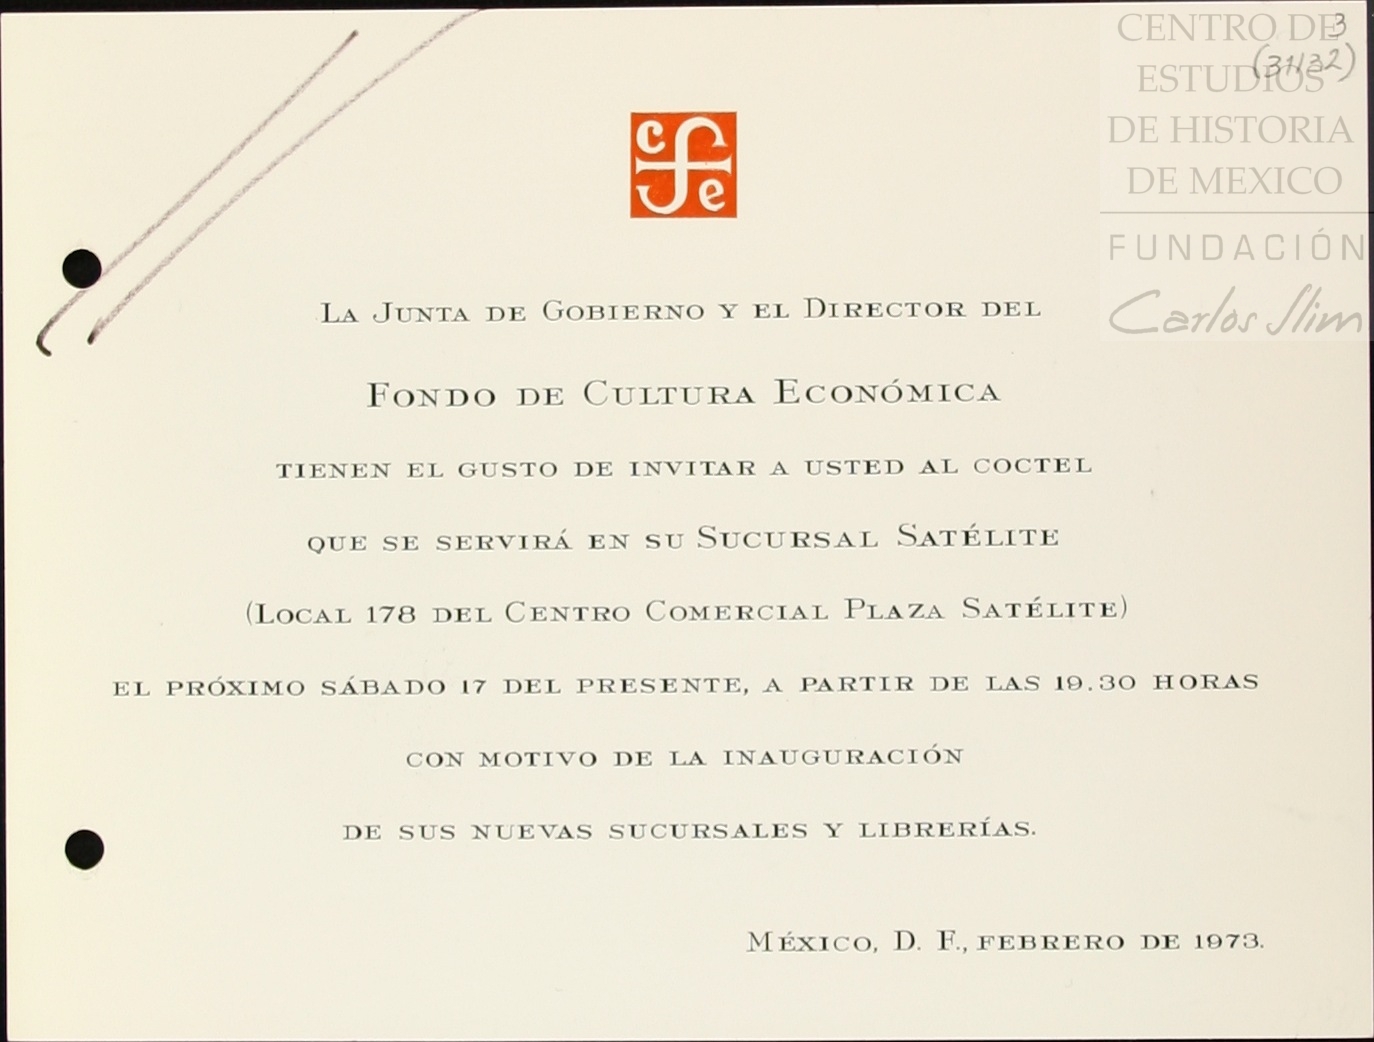 CENTRO DE
ESTUDIOS
DE HISTORIA
DE MEXICO
FUNDACIÓN
Carlos Slim
3
(31/32)
cfe
La Junta de Gobierno y el Director del
Fondo de Cultura Económica
tienen el gusto de invitar a usted al coctel
que se servirá en su Sucursal Satélite
(Local 178 del Centro Comercial Plaza Satélite)
el próximo sábado 17 del presente, a partir de las 19.30 horas
con motivo de la inauguración
de sus nuevas sucursales y librerías.
México, D. F., febrero de 1973.